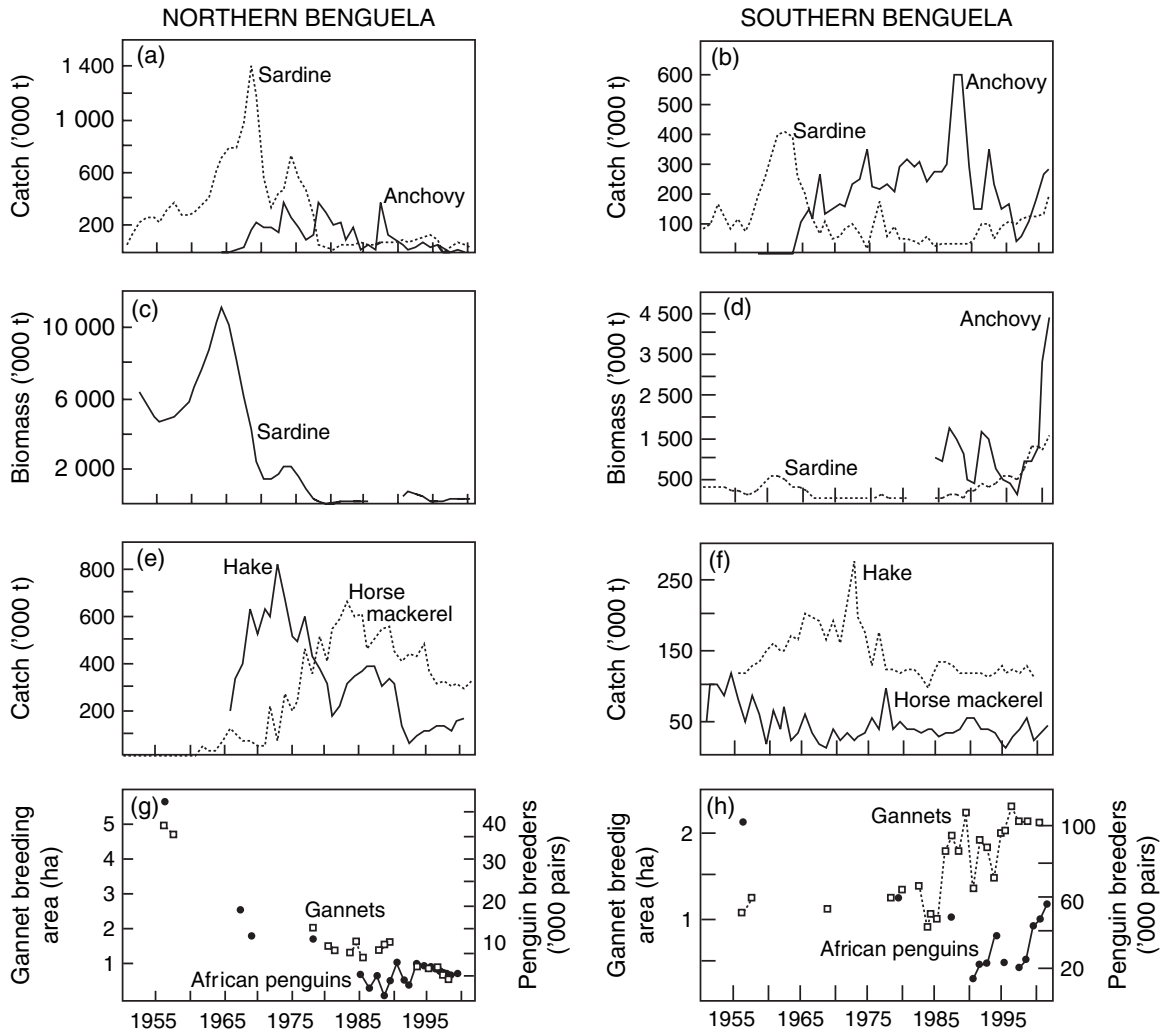 NORTHERN BENGUELA
SOUTHERN BENGUELA
(a)
Catch ('000 t)
1 400
1 000
600
200
Sardine
Anchovy
(b)
Catch ('000 t)
600
500
400
300
200
100
Sardine
Anchovy
(c)
Biomass ('000 t)
10 000
6 000
2 000
Sardine
(d)
Biomass ('000 t)
4 500
3 500
1 500
500
Anchovy
Sardine
(e)
Catch ('000 t)
800
600
400
200
Hake
Horse
mackerel
(f)
Catch ('000 t)
250
150
50
Hake
Horse mackerel
(g)
Gannet breeding
area (ha)
5
4
3
2
1
Gannets
African penguins
40
30
20
10
Penguin breeders
('000 pairs)
1955
1965
1975
1985
1995
(h)
Gannet breedig
area (ha)
2
1
Gannets
African penguins
100
60
20
Penguin breeders
('000 pairs)
1955
1965
1975
1985
1995